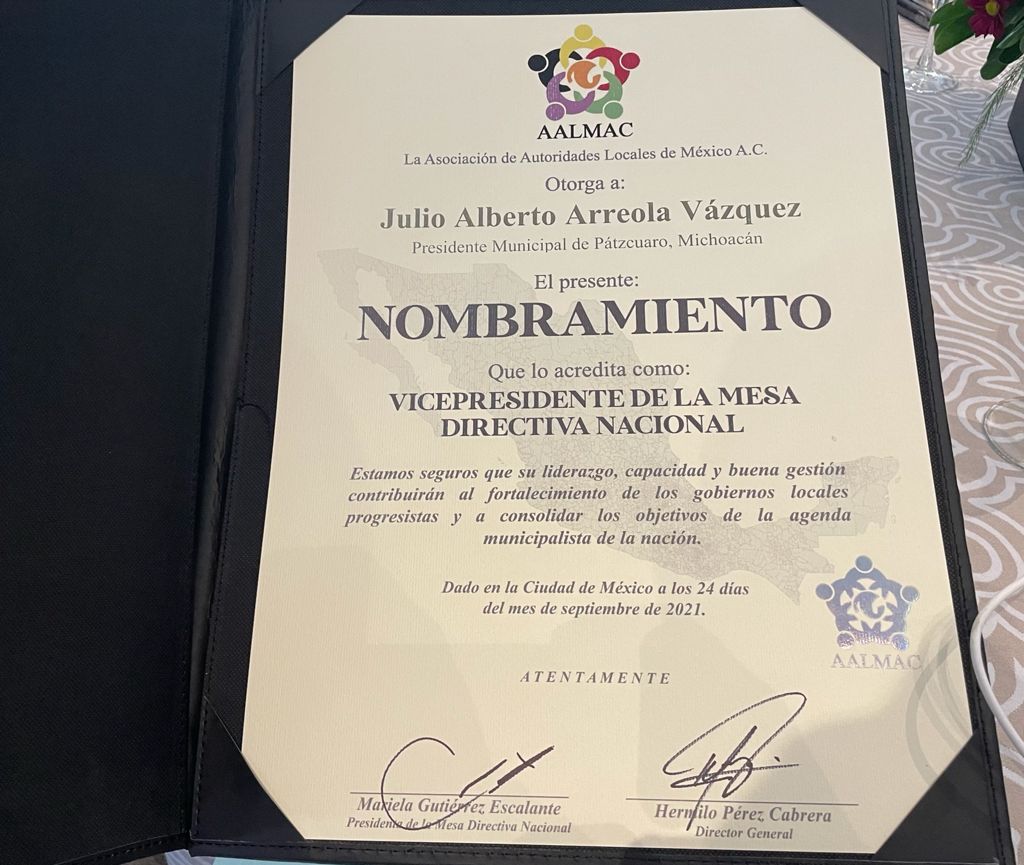 AALMAC
La Asociación de Autoridades Locales de México A.C.
Otorga a:
Julio Alberto Arreola Vázquez
Presidente Municipal de Pátzcuaro, Michoacán
El presente:
NOMBRAMIENTO
Que lo acredita como:
VICEPRESIDENTE DE LA MESA
DIRECTIVA NACIONAL
Estamos seguros que su liderazgo, capacidad y buena gestión
contribuirán al fortalecimiento de los gobiernos locales
progresistas y a consolidar los objetivos de la agenda
municipalista de la nación.
Dado en la Ciudad de México a los 24 días
del mes de septiembre de 2021.
AALMAC
ATENTAMENTE
Mariela Gutiérrez Escalante
Presidenta de la Mesa Directiva Nacional
Hermilo Pérez Cabrera
Director General